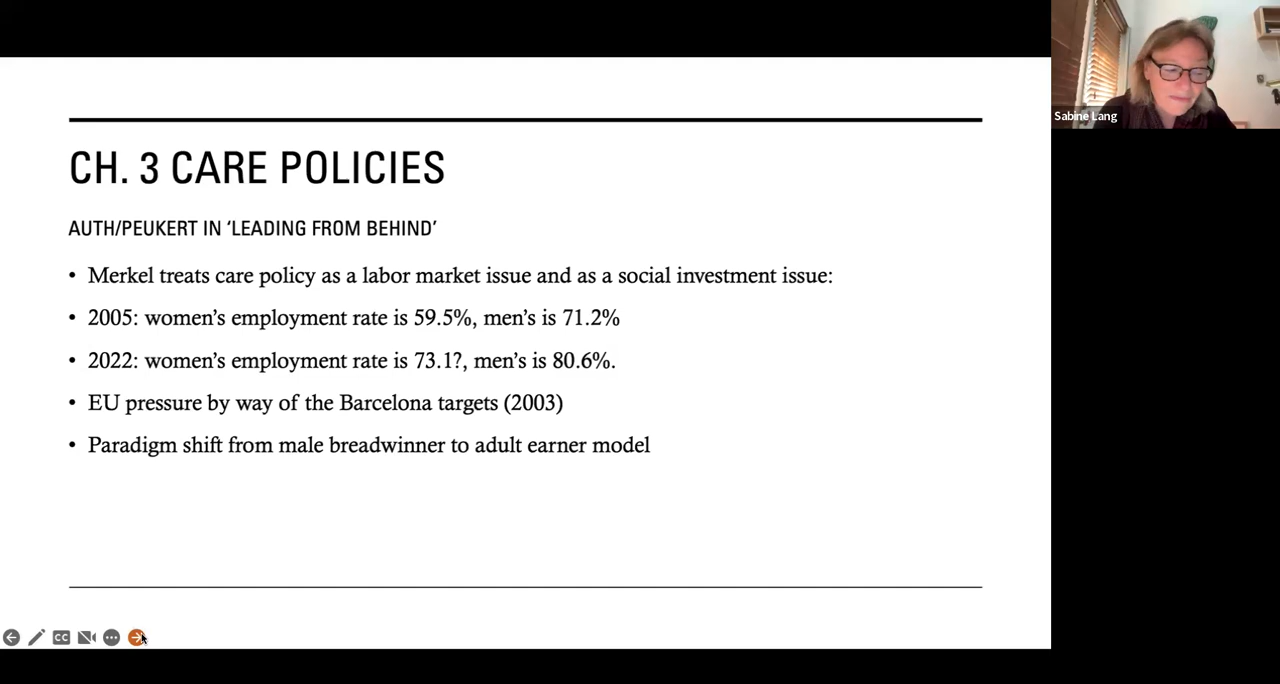 CH. 3 CARE POLICIES
AUTH/PEUKERT IN ‘LEADING FROM BEHIND’
• Merkel treats care policy as a labor market issue and as a social investment issue:
• 2005: women’s employment rate is 59.5%, men’s is 71.2%
• 2022: women’s employment rate is 73.1?, men’s is 80.6%.
• EU pressure by way of the Barcelona targets (2003)
• Paradigm shift from male breadwinner to adult earner model
Sabine Lang
CC